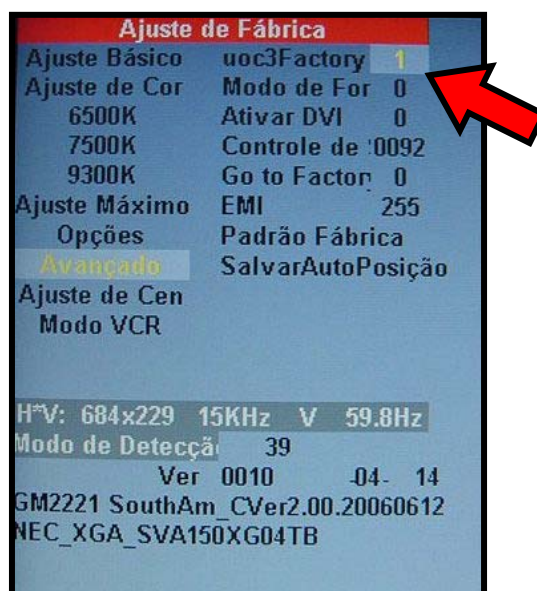 Ajuste de Fábrica
Ajuste Básico uoc3Factory 1
Ajuste de Cor Modo de For 0
6500K Ativar DVI 0
7500K Controle de 0092
9300K Go to Factor 0
Ajuste Máximo EMI 255
Opções Padrão Fábrica
Avançado SalvarAutoPosição
Ajuste de Cen
Modo VCR
H*V: 684x229 15KHz V 59.8Hz
Modo de Detecçã 39
Ver 0010 -04- 14
GM2221 SouthAm_CVer2.00.20060612
NEC_XGA_SVA150XG04TB